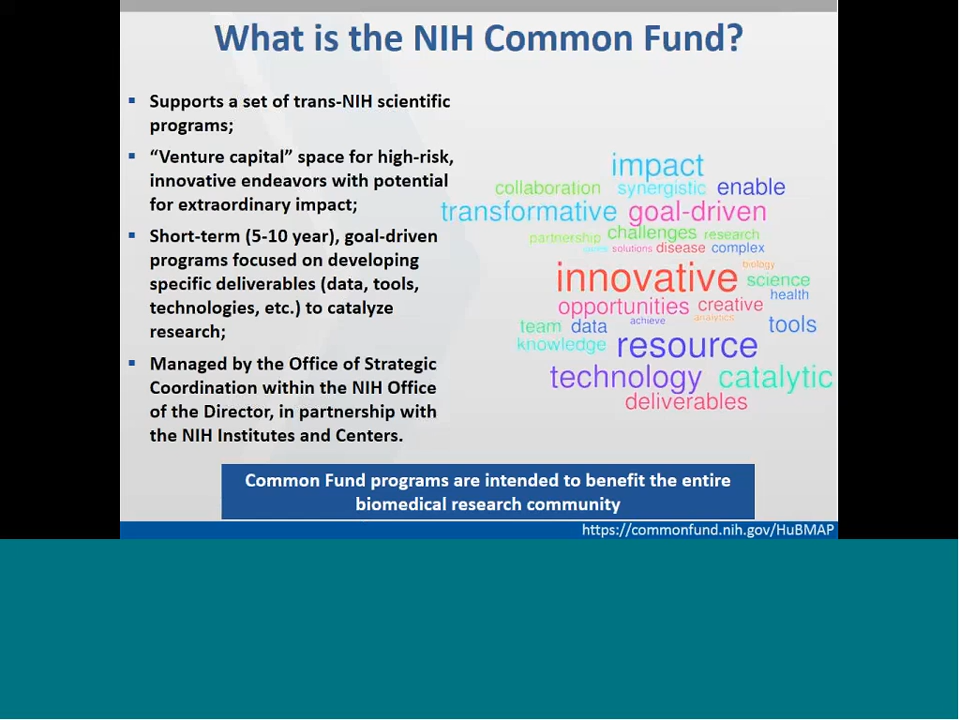 What is the NIH Common Fund?
▪ Supports a set of trans-NIH scientific
programs;
▪ “Venture capital” space for high-risk,
innovative endeavors with potential
for extraordinary impact;
▪ Short-term (5-10 year), goal-driven
programs focused on developing
specific deliverables (data, tools,
technologies, etc.) to catalyze
research;
▪ Managed by the Office of Strategic
Coordination within the NIH Office
of the Director, in partnership with
the NIH Institutes and Centers.
impact
collaboration synergistic enable
transformative goal-driven
partnership challenges research
solutions disease complex
innovative biology
science
health
opportunities creative
team data achieve analytics tools
knowledge resource
technology catalytic
deliverables
Common Fund programs are intended to benefit the entire
biomedical research community
https://commonfund.nih.gov/HuBMAP